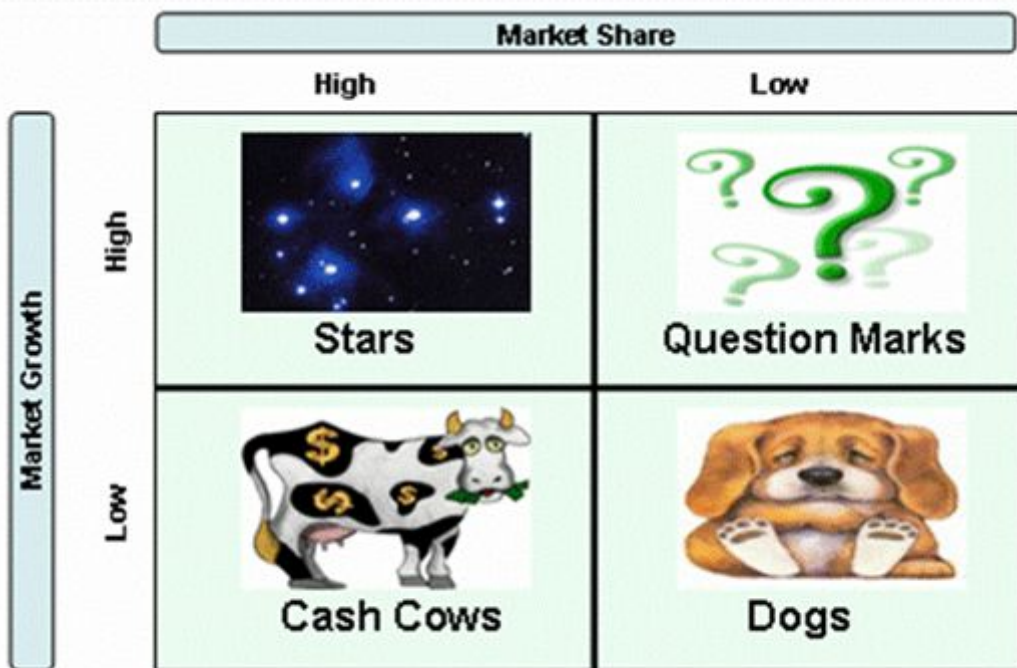 Market Share
High
Low
Market Growth
High
Stars
Question Marks
Low
$
$
$
$
Cash Cows
Dogs